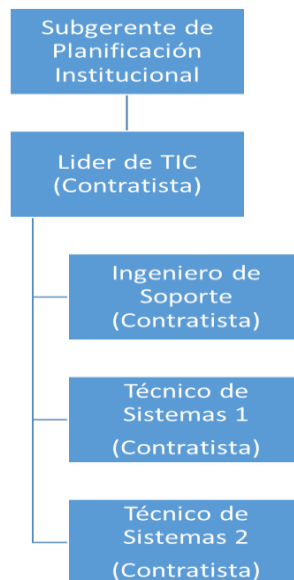 Subgerente de
Planificación
Institucional
Lider de TIC
(Contratista)
Ingeniero de
Soporte
(Contratista)
Técnico de
Sistemas 1
(Contratista)
Técnico de
Sistemas 2
(Contratista)